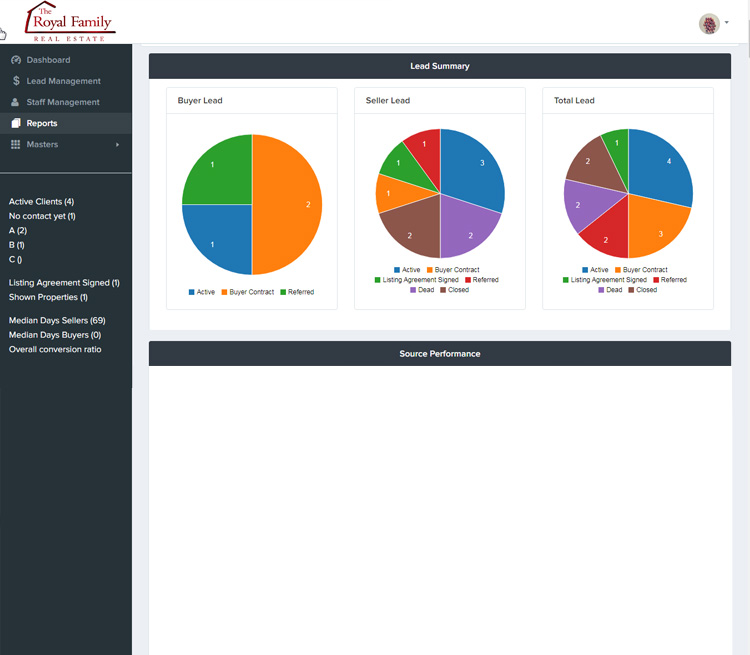 The
Royal Family
REAL ESTATE
Dashboard
Lead Management
Staff Management
Reports
Masters
Active Clients (4)
No contact yet (1)
A (2)
B (1)
C ()
Listing Agreement Signed (1)
Shown Properties (1)
Median Days Sellers (69)
Median Days Buyers (0)
Overall conversion ratio
Lead Summary
Buyer Lead
1
2
1
Active Buyer Contract Referred
Seller Lead
1
3
1
1
2
2
Active Buyer Contract
Listing Agreement Signed Referred
Dead Closed
Total Lead
1
4
2
2
3
2
Active Buyer Contract
Listing Agreement Signed Referred
Dead Closed
Source Performance